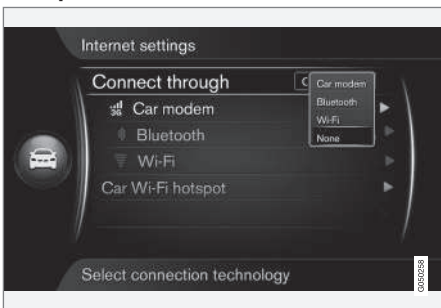 Internet settings
Connect through
Car modem
Bluetooth
Wi-Fi
None
3G Car modem
Bluetooth
Wi-Fi
Car Wi-Fi hotspot
Select connection technology
G050258